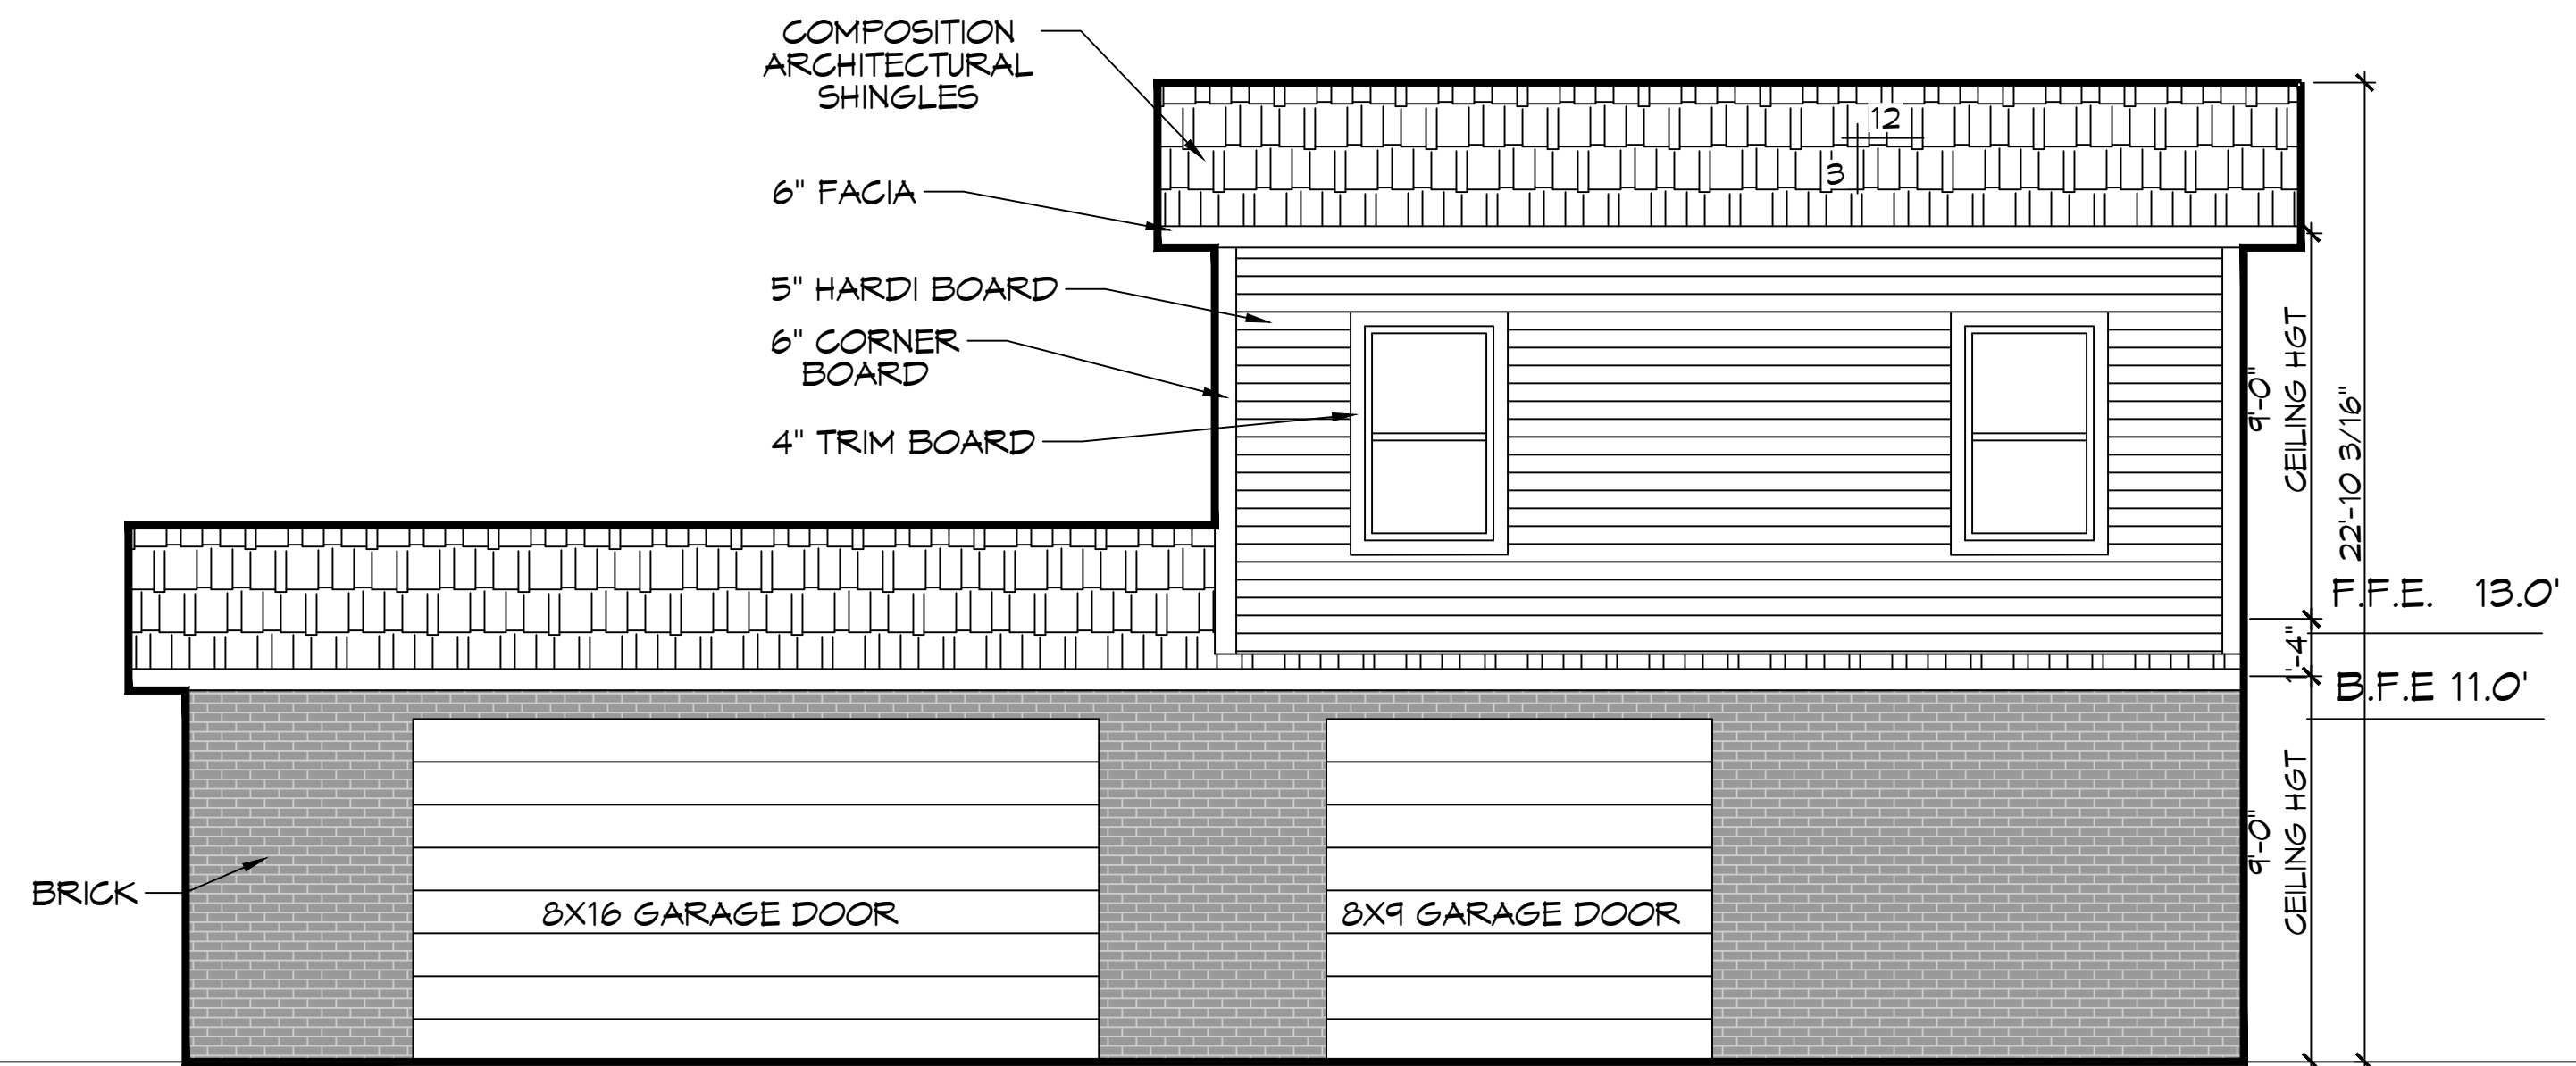 COMPOSITION
ARCHITECTURAL
SHINGLES
12
3
6" FACIA
5" HARDI BOARD
6" CORNER
BOARD
4" TRIM BOARD
9'-0"
CEILING HGT
22'-10 3/16"
F.F.E. 13.0'
1'-4"
B.F.E 11.0'
9'-0"
CEILING HGT
BRICK
8X16 GARAGE DOOR
8X9 GARAGE DOOR